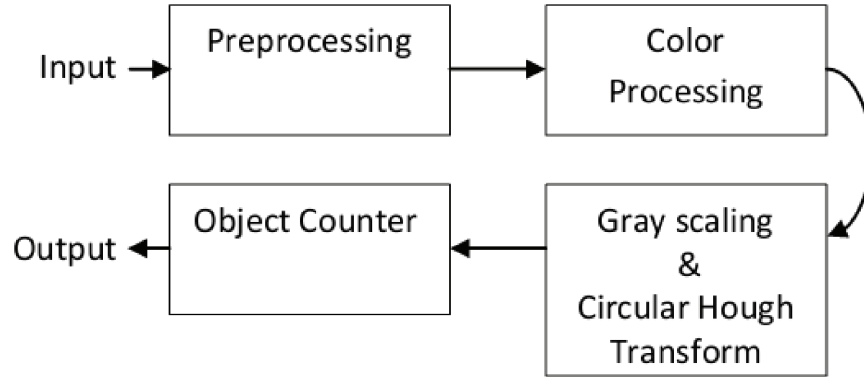 Input
Preprocessing
Color
Processing
Gray scaling
&
Circular Hough
Transform
Object Counter
Output